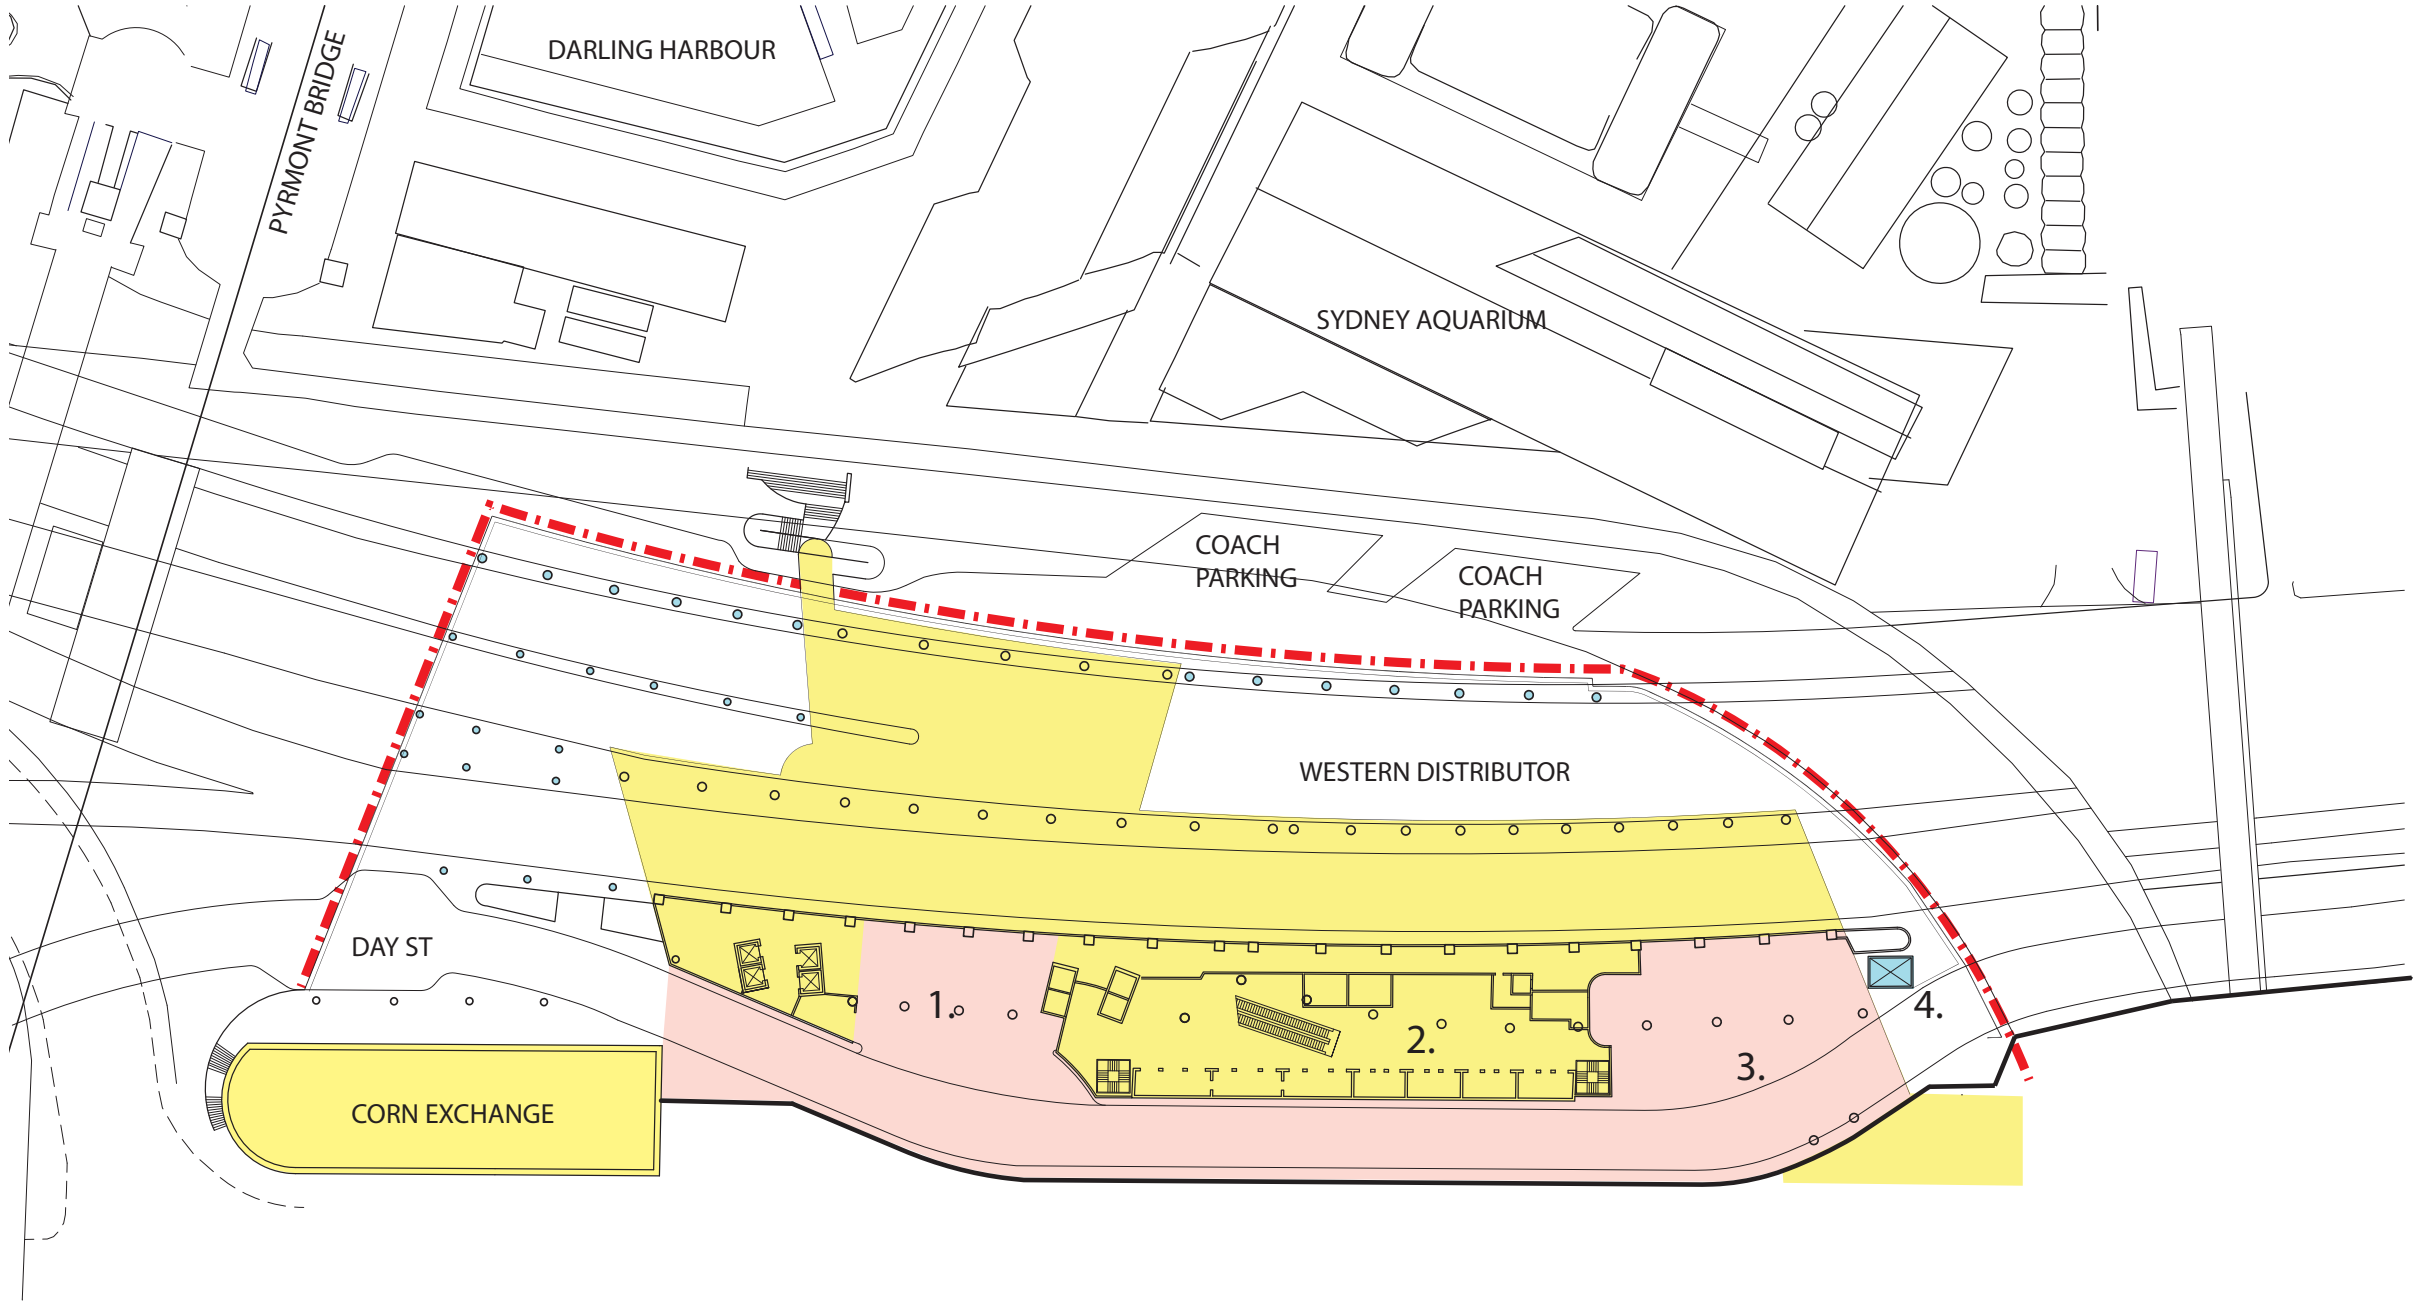 DARLING HARBOUR
PYRMONT BRIDGE
SYDNEY AQUARIUM
COACH
PARKING
COACH
PARKING
WESTERN DISTRIBUTOR
DAY ST
1.
2.
3.
4.
CORN EXCHANGE